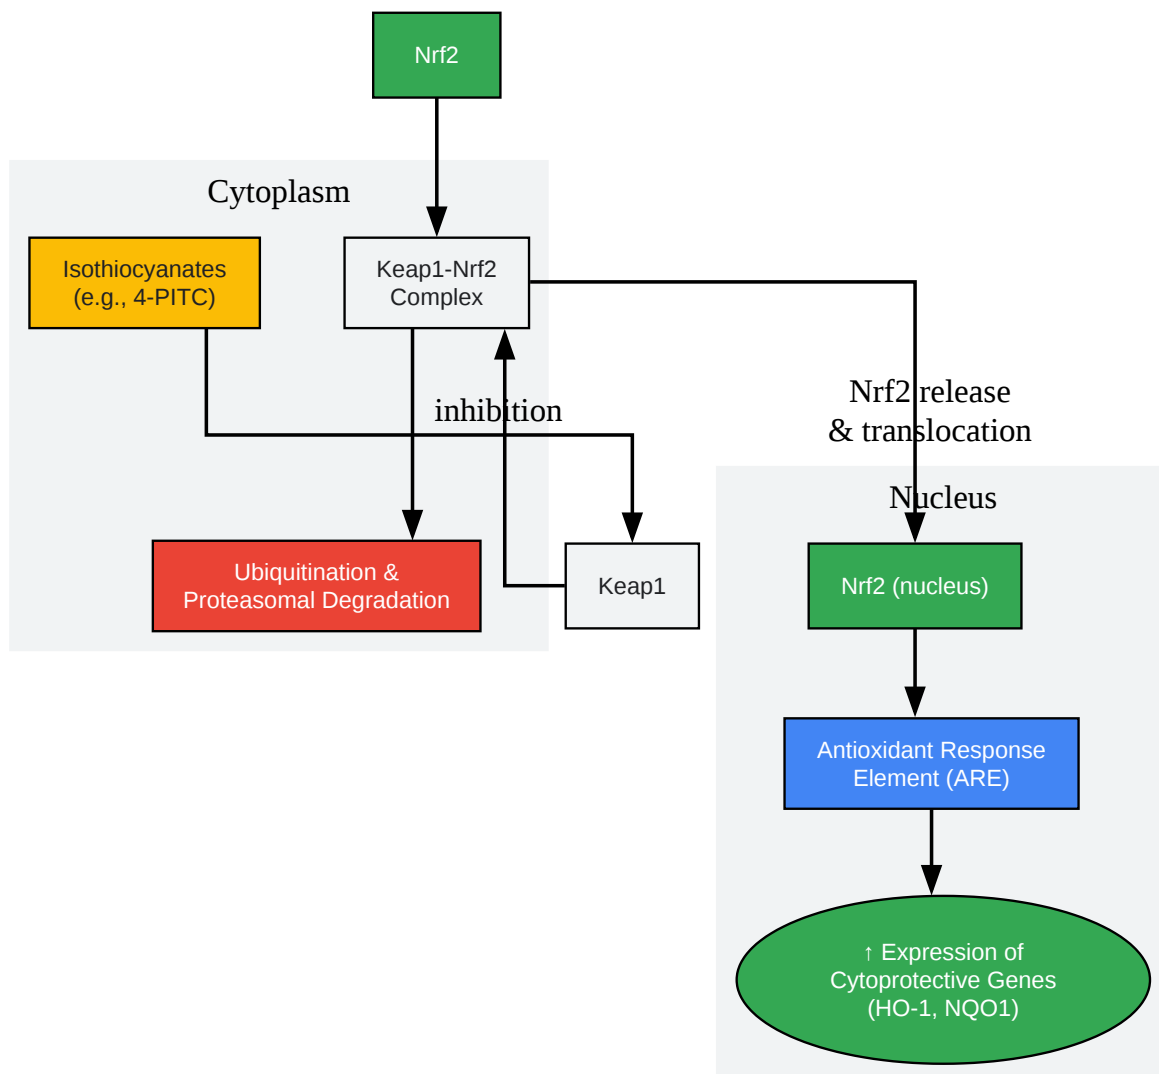 Nrf2
Cytoplasm
Isothiocyanates
(e.g., 4-PITC)
Keap1-Nrf2
Complex
inhibition
Nrf2 release
& translocation
Nucleus
Ubiquitination &
Proteasomal Degradation
Keap1
Nrf2 (nucleus)
Antioxidant Response
Element (ARE)
↑ Expression of
Cytoprotective Genes
(HO-1, NQO1)